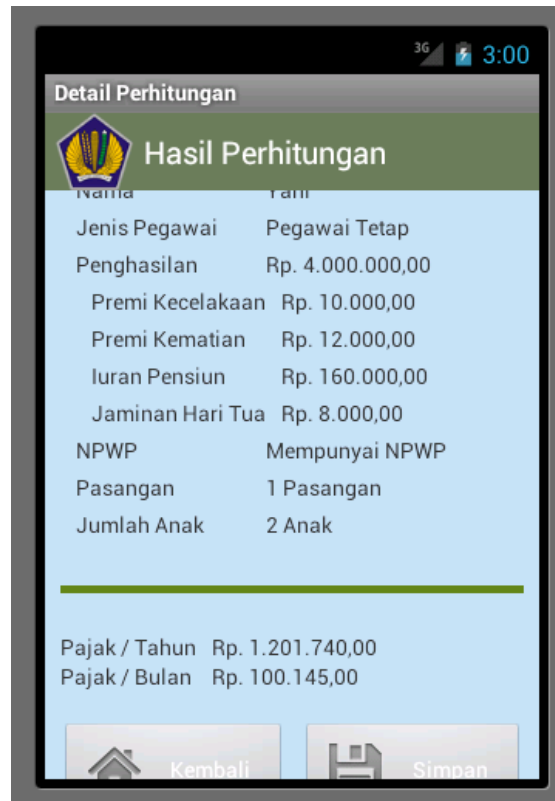 3G 3:00
Detail Perhitungan
Hasil Perhitungan
Nama Yani
Jenis Pegawai Pegawai Tetap
Penghasilan Rp. 4.000.000,00
Premi Kecelakaan Rp. 10.000,00
Premi Kematian Rp. 12.000,00
Iuran Pensiun Rp. 160.000,00
Jaminan Hari Tua Rp. 8.000,00
NPWP Mempunyai NPWP
Pasangan 1 Pasangan
Jumlah Anak 2 Anak
Pajak / Tahun Rp. 1.201.740,00
Pajak / Bulan Rp. 100.145,00
Kembali Simpan